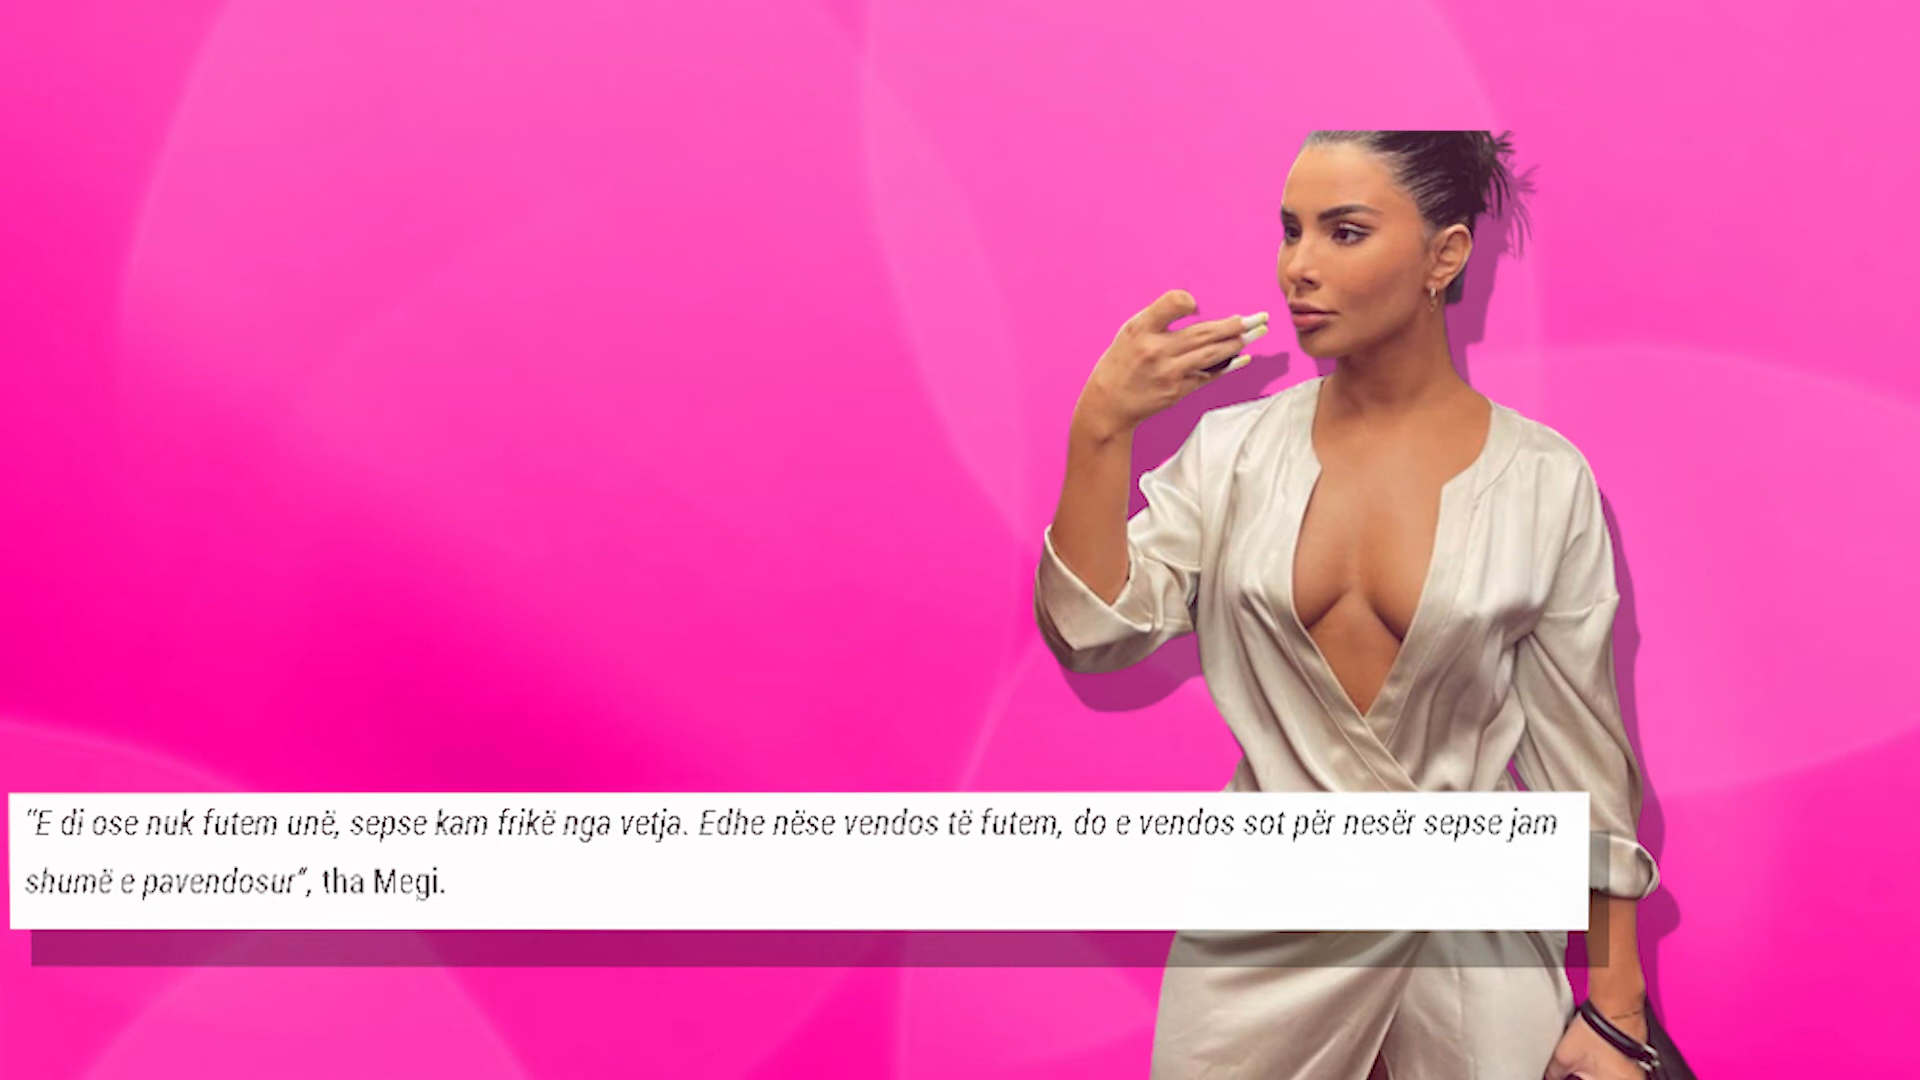 “E di ose nuk futem unë, sepse kam frikë nga vetja. Edhe nëse vendos të futem, do e vendos sot për nesër sepse jam
shumë e pavendosur”, tha Megi.